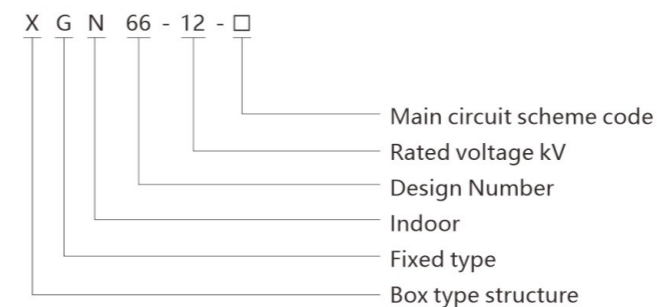 X G N 66 - 12 - □
Main circuit scheme code
Rated voltage kV
Design Number
Indoor
Fixed type
Box type structure